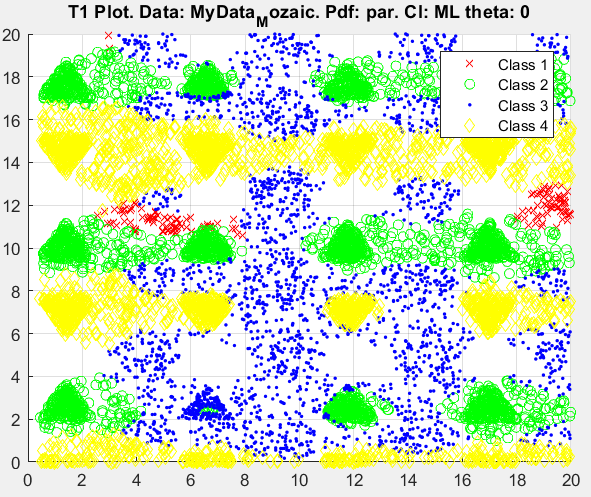 T1 Plot. Data: MyData_Mozaic. Pdf: par. Cl: ML theta: 0
20
18
16
14
12
10
8
6
4
2
0
Class 1
Class 2
Class 3
Class 4
0 2 4 6 8 10 12 14 16 18 20